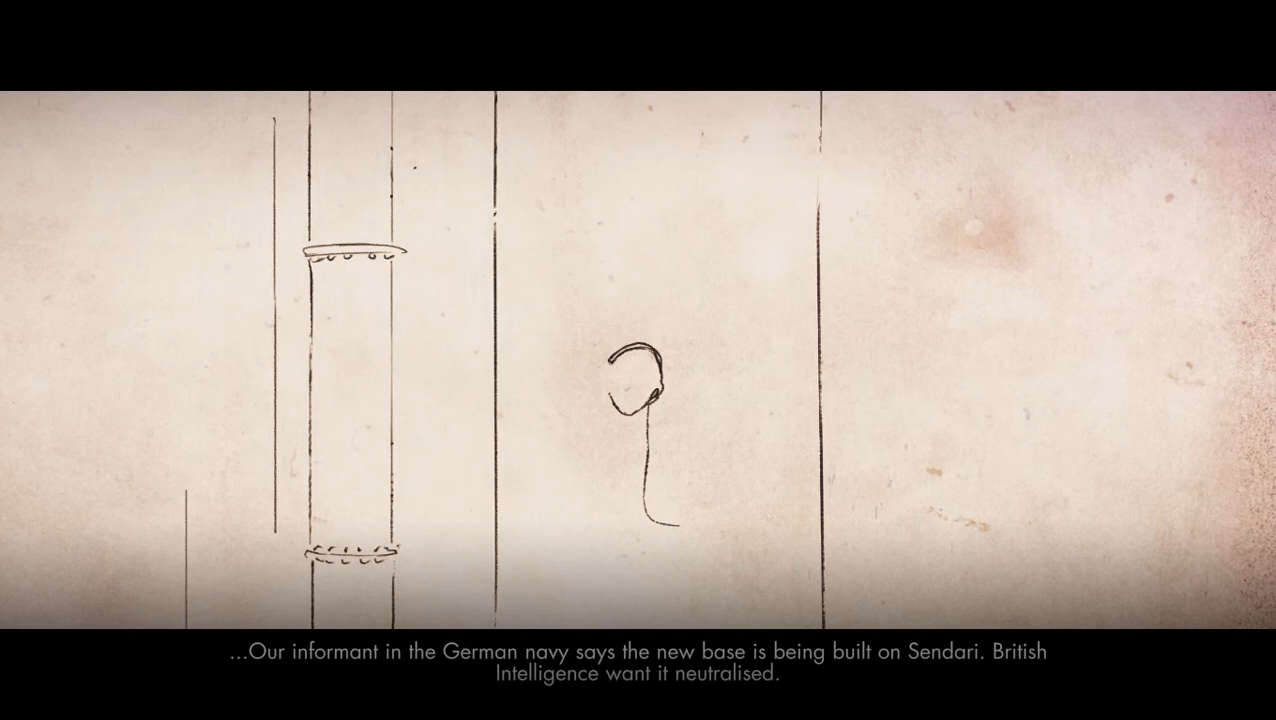 ...Our informant in the German navy says the new base is being built on Sendari. British
Intelligence want it neutralised.